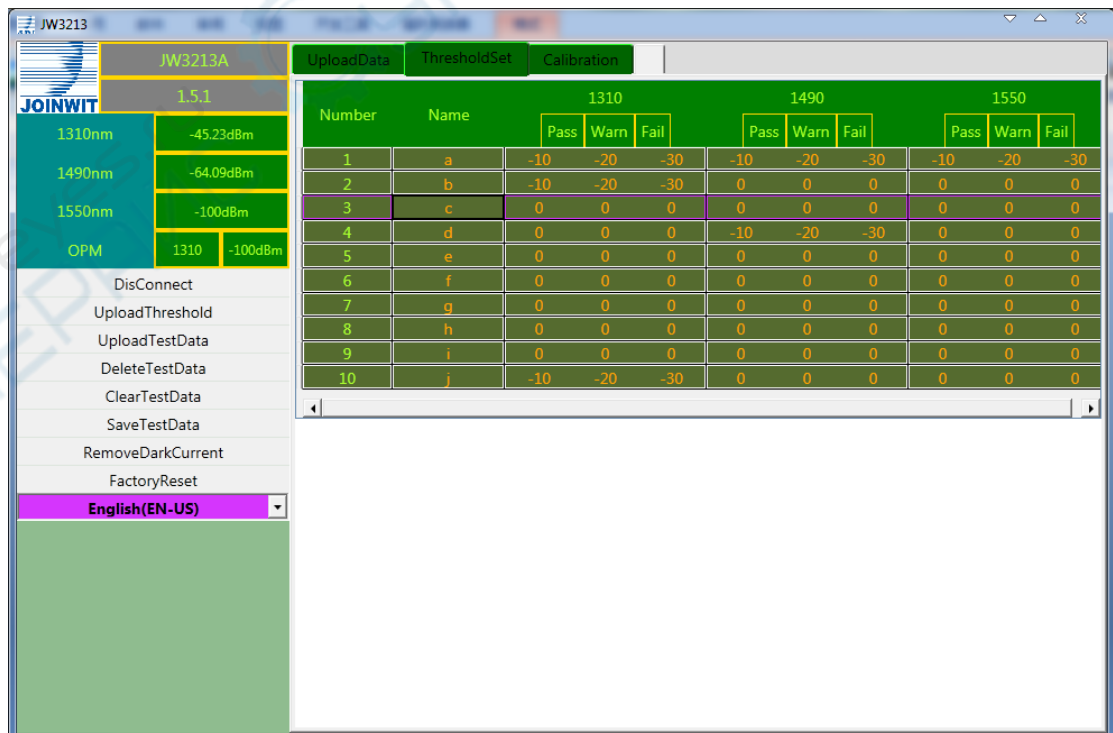 JW3213
JOINWIT
JW3213A
1.5.1
1310nm -45.23dBm
1490nm -64.09dBm
1550nm -100dBm
OPM 1310 -100dBm
DisConnect
UploadThreshold
UploadTestData
DeleteTestData
ClearTestData
SaveTestData
RemoveDarkCurrent
FactoryReset
English(EN-US)
UploadData ThresholdSet Calibration
Number Name 1310 1490 1550
Pass Warn Fail Pass Warn Fail Pass Warn Fail
1 a -10 -20 -30 -10 -20 -30 -10 -20 -30
2 b -10 -20 -30 0 0 0 0 0 0
3 c 0 0 0 0 0 0 0 0 0
4 d 0 0 0 -10 -20 -30 0 0 0
5 e 0 0 0 0 0 0 0 0 0
6 f 0 0 0 0 0 0 0 0 0
7 g 0 0 0 0 0 0 0 0 0
8 h 0 0 0 0 0 0 0 0 0
9 i 0 0 0 0 0 0 0 0 0
10 j -10 -20 -30 0 0 0 0 0 0